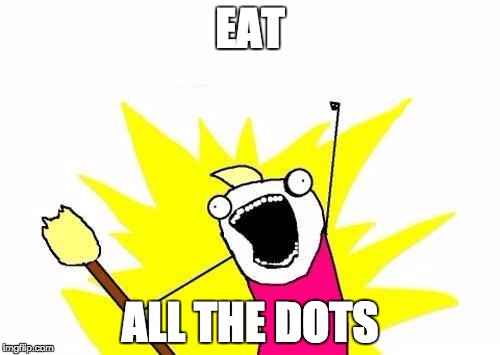 EAT
ALL THE DOTS
imgflip.com